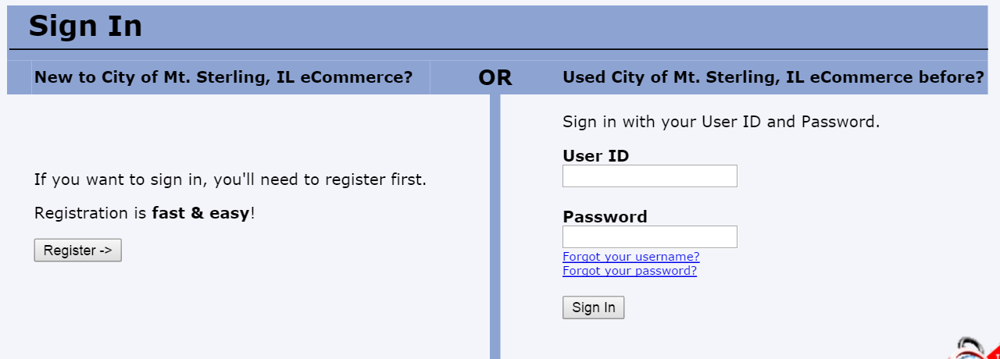 Sign In
New to City of Mt. Sterling, IL eCommerce?
OR
Used City of Mt. Sterling, IL eCommerce before?
If you want to sign in, you'll need to register first.
Registration is fast & easy!
Register ->
Sign in with your User ID and Password.
User ID
Password
Forgot your username?
Forgot your password?
Sign In